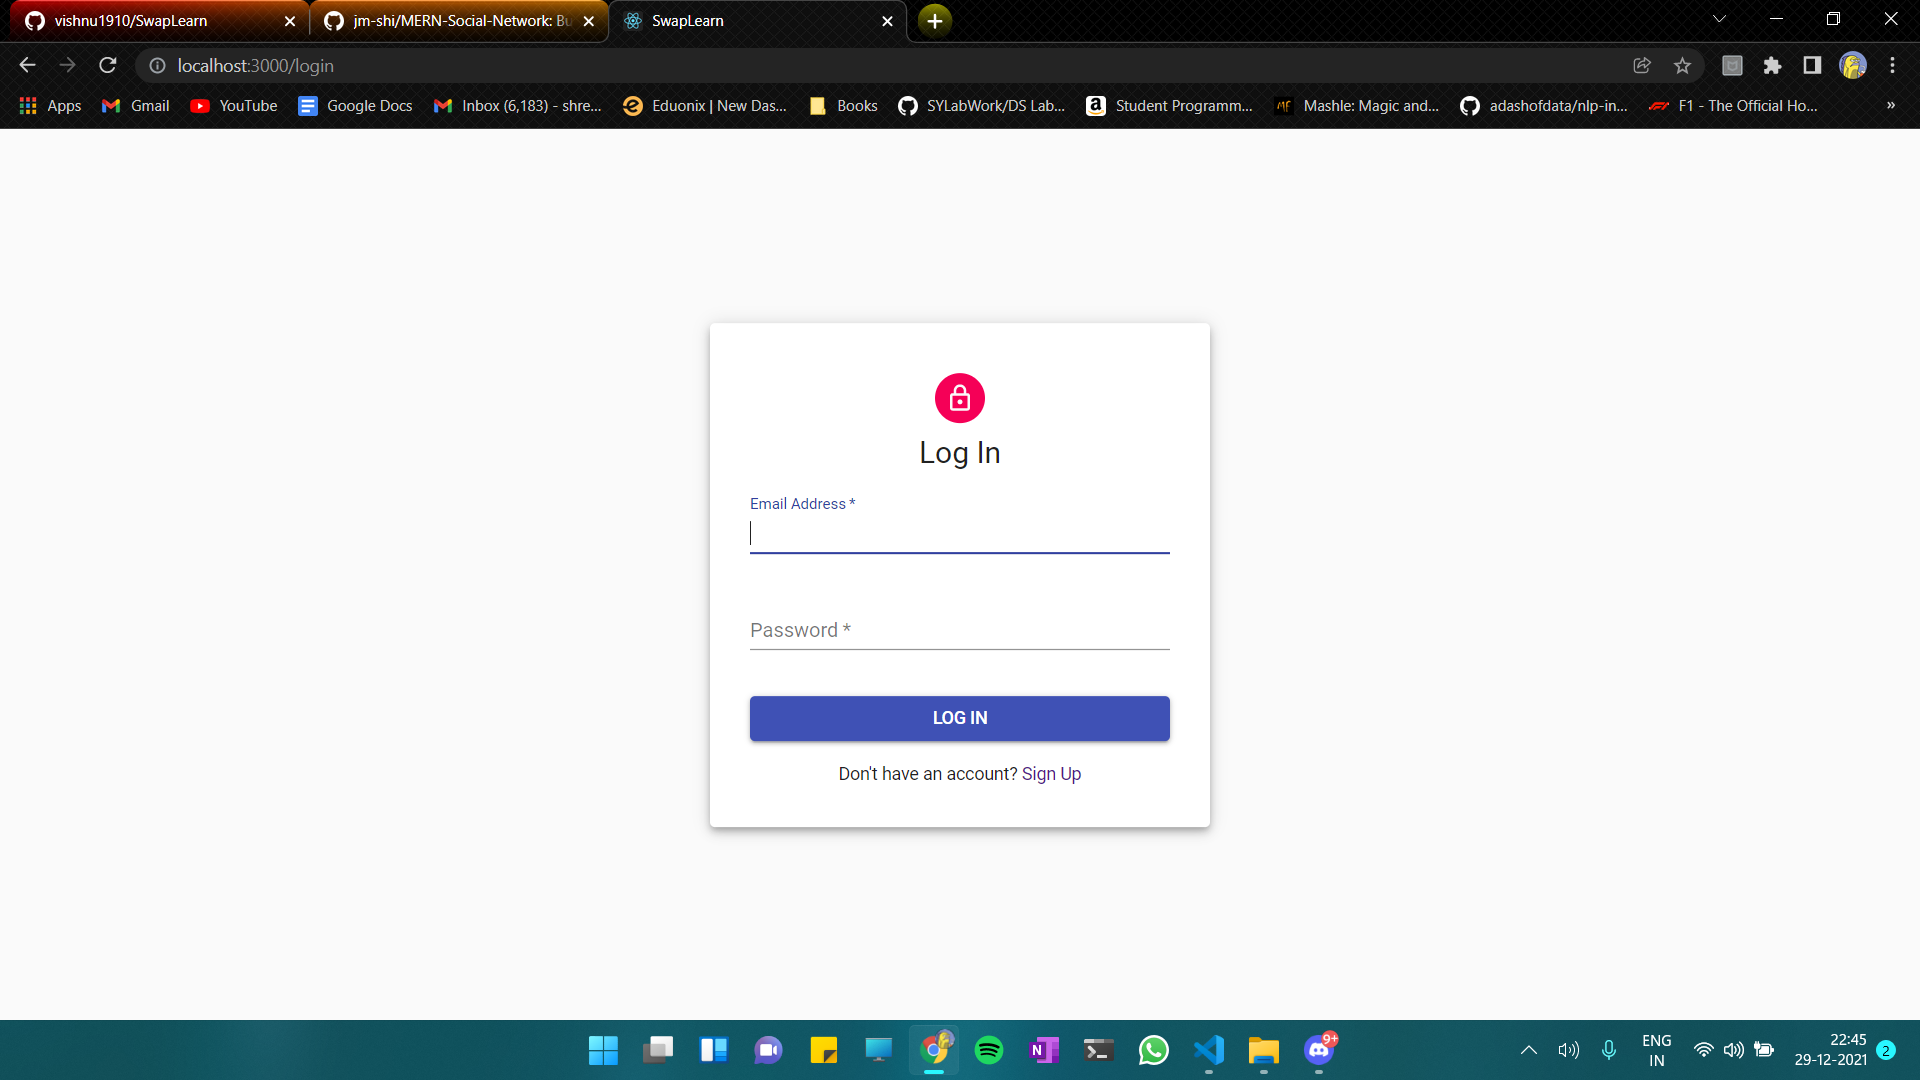 vishnu1910/SwapLearn
jm-shi/MERN-Social-Network: Bu
SwapLearn
localhost:3000/login
Apps
Gmail
YouTube
Google Docs
Inbox (6,183) - shre...
Eduonix | New Das...
Books
SYLabWork/DS Lab...
Student Programm...
Mashle: Magic and...
adashofdata/nlp-in...
F1 - The Official Ho...
»
Log In
Email Address *
Password *
LOG IN
Don't have an account? Sign Up
9+
ENG
IN
22:45
29-12-2021
2